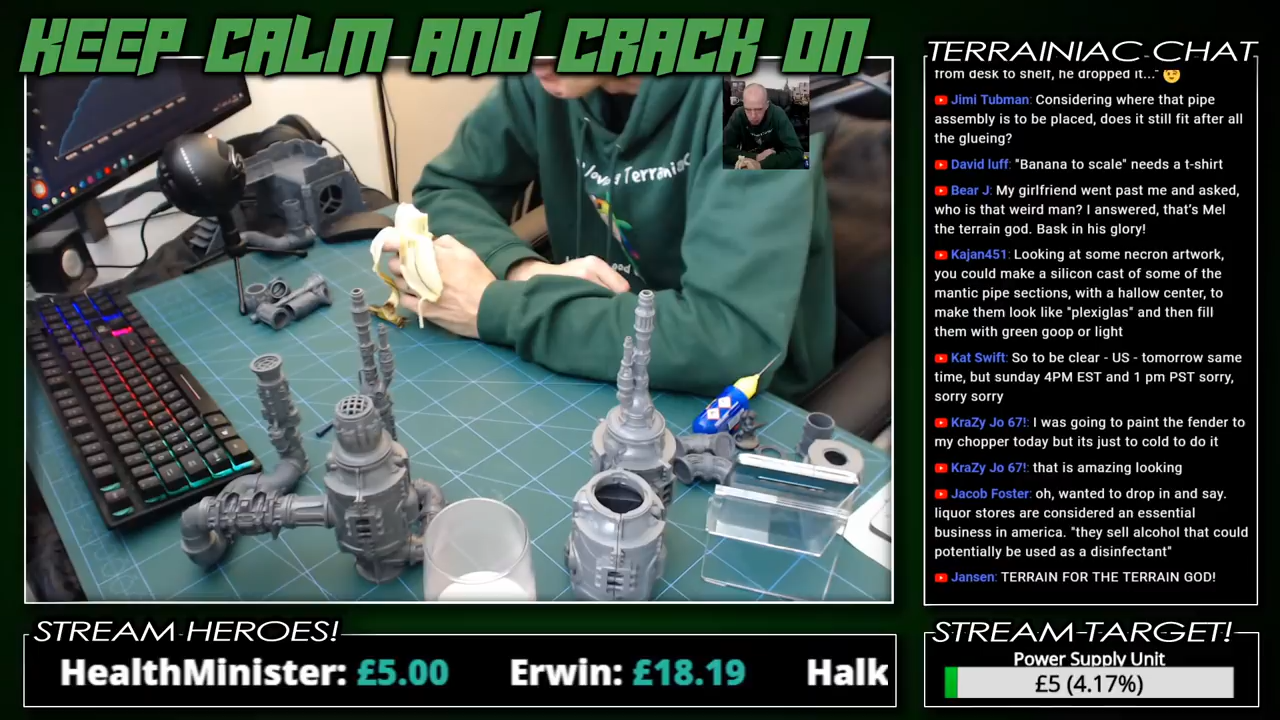 KEEP CALM AND CRACK ON
I love Terraniac
TERRAINIAC CHAT
from desk to shelf, he dropped it..."
Jimi Tubman: Considering where that pipe
assembly is to be placed, does it still fit after all
the glueing?
David luff: "Banana to scale" needs a t-shirt
Bear J: My girlfriend went past me and asked,
who is that weird man? I answered, that's Mel
the terrain god. Bask in his glory!
Kajan451: Looking at some necron artwork,
you could make a silicon cast of some of the
mantic pipe sections, with a hallow center, to
make them look like "plexiglas" and then fill
them with green goop or light
Kat Swift: So to be clear - US - tomorrow same
time, but sunday 4PM EST and 1 pm PST sorry,
sorry sorry
KraZy Jo 67!: I was going to paint the fender to
my chopper today but its just to cold to do it
KraZy Jo 67!: that is amazing looking
Jacob Foster: oh, wanted to drop in and say.
liquor stores are considered an essential
business in america. "they sell alcohol that could
potentially be used as a disinfectant"
Jansen: TERRAIN FOR THE TERRAIN GOD!
STREAM HEROES!
HealthMinister: £5.00 Erwin: £18.19 Halk
STREAM TARGET!
Power Supply Unit
£5 (4.17%)